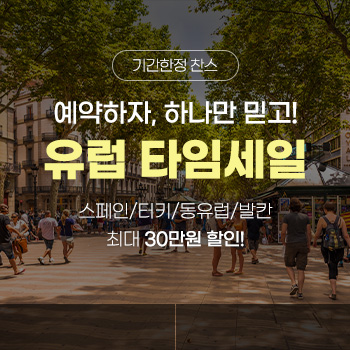 기간한정 찬스
예약하자, 하나만 믿고!
유럽 타임세일
스페인/터키/동유럽/발칸
최대 30만원 할인!